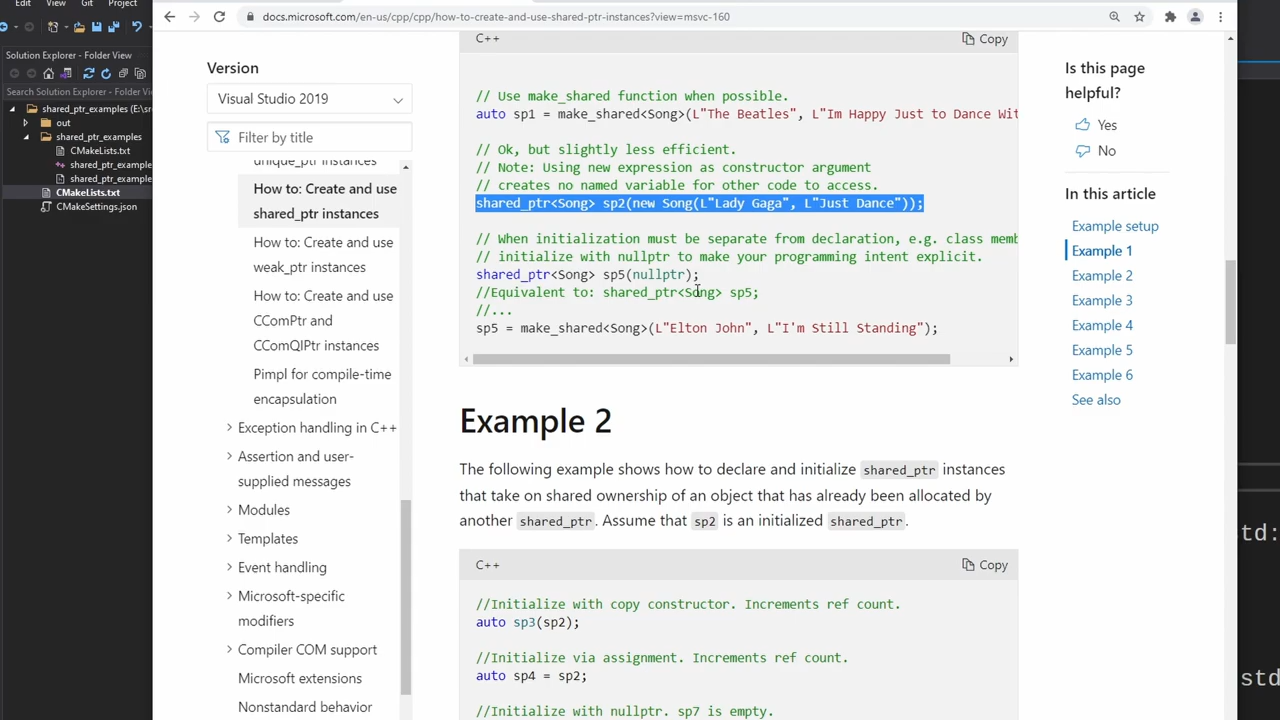 Edit
View
Git
Project
Solution Explorer - Folder View
Search Solution Explorer - Folder View
shared_ptr_examples (E:\sr
out
shared_ptr_examples
CMakeLists.txt
shared_ptr_example
shared_ptr_example
CMakeLists.txt
CMakeSettings.json
docs.microsoft.com/en-us/cpp/cpp/how-to-create-and-use-shared-ptr-instances?view=msvc-160
Version
Visual Studio 2019
Filter by title
unique_ptr instances
How to: Create and use
shared_ptr instances
How to: Create and use
weak_ptr instances
How to: Create and use
CComPtr and
CComQIPtr instances
Pimpl for compile-time
encapsulation
Exception handling in C++
Assertion and user-
supplied messages
Modules
Templates
Event handling
Microsoft-specific
modifiers
Compiler COM support
Microsoft extensions
Nonstandard behavior
C++
Copy
// Use make_shared function when possible.
auto sp1 = make_shared<Song>(L"The Beatles", L"Im Happy Just to Dance Wit
// Ok, but slightly less efficient.
// Note: Using new expression as constructor argument
// creates no named variable for other code to access.
shared_ptr<Song> sp2(new Song(L"Lady Gaga", L"Just Dance"));
// When initialization must be separate from declaration, e.g. class memb
// initialize with nullptr to make your programming intent explicit.
shared_ptr<Song> sp5(nullptr);
//Equivalent to: shared_ptr<Song> sp5;
//...
sp5 = make_shared<Song>(L"Elton John", L"I'm Still Standing");
Example 2
The following example shows how to declare and initialize shared_ptr instances
that take on shared ownership of an object that has already been allocated by
another shared_ptr. Assume that sp2 is an initialized shared_ptr.
C++
Copy
//Initialize with copy constructor. Increments ref count.
auto sp3(sp2);
//Initialize via assignment. Increments ref count.
auto sp4 = sp2;
//Initialize with nullptr. sp7 is empty.
Is this page
helpful?
Yes
No
In this article
Example setup
Example 1
Example 2
Example 3
Example 4
Example 5
Example 6
See also
td:
std